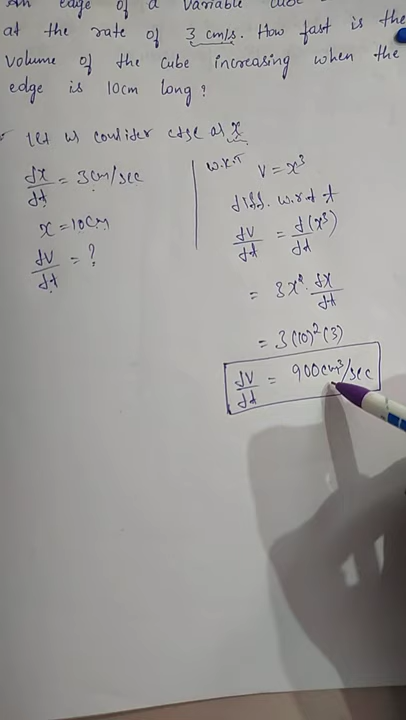 An edge of a variable cube
at the rate of 3 cm/s. How fast is the
volume of the cube increasing when the
edge is 10cm long?
Let us consider edge as x
dx/dt = 3cm/sec
x = 10cm
dV/dt = ?
w.k.t V = x³
diff. w.r.t t
dV/dt = d(x³)/dt
= 3x². dx/dt
= 3(10)²(3)
dV/dt = 900cm³/sec